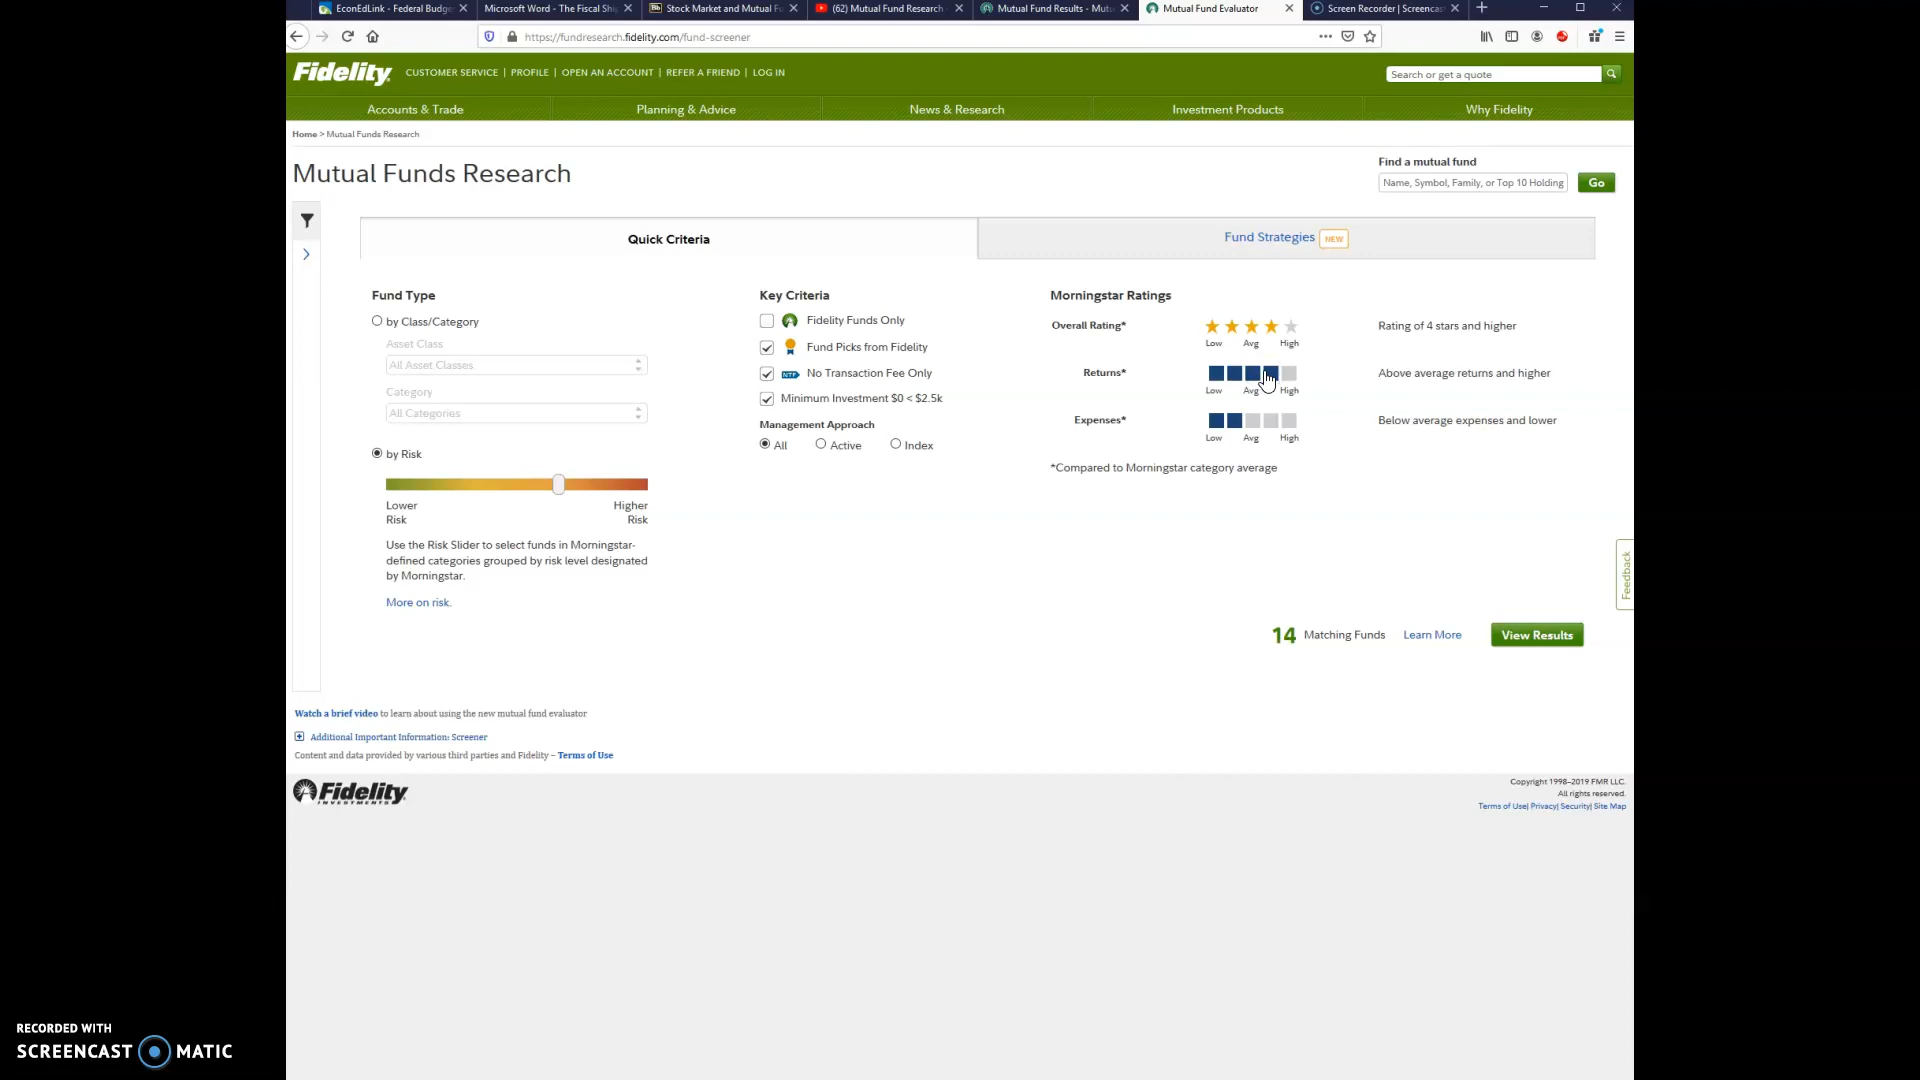 EconEdLink - Federal Budge
Microsoft Word - The Fiscal Shi
Stock Market and Mutual F
(62) Mutual Fund Research
Mutual Fund Results - Mutu
Mutual Fund Evaluator
Screen Recorder | Screencas
https://fundresearch.fidelity.com/fund-screener
Fidelity
CUSTOMER SERVICE | PROFILE | OPEN AN ACCOUNT | REFER A FRIEND | LOG IN
Search or get a quote
Accounts & Trade
Planning & Advice
News & Research
Investment Products
Why Fidelity
Home > Mutual Funds Research
Mutual Funds Research
Find a mutual fund
Name, Symbol, Family, or Top 10 Holding
Go
Quick Criteria
Fund Strategies NEW
Fund Type
by Class/Category
Asset Class
All Asset Classes
Category
All Categories
by Risk
Lower Risk
Higher Risk
Use the Risk Slider to select funds in Morningstar-
defined categories grouped by risk level designated
by Morningstar.
More on risk.
Key Criteria
Fidelity Funds Only
Fund Picks from Fidelity
NTF No Transaction Fee Only
Minimum Investment $0 < $2.5k
Management Approach
All Active Index
Morningstar Ratings
Overall Rating*
Low Avg High
Rating of 4 stars and higher
Returns*
Low Avg High
Above average returns and higher
Expenses*
Low Avg High
Below average expenses and lower
*Compared to Morningstar category average
14 Matching Funds Learn More View Results
Feedback
Watch a brief video to learn about using the new mutual fund evaluator
Additional Important Information: Screener
Content and data provided by various third parties and Fidelity – Terms of Use
Fidelity
INVESTMENTS
Copyright 1998–2019 FMR LLC.
All rights reserved.
Terms of Use| Privacy| Security| Site Map
RECORDED WITH
SCREENCAST MATIC